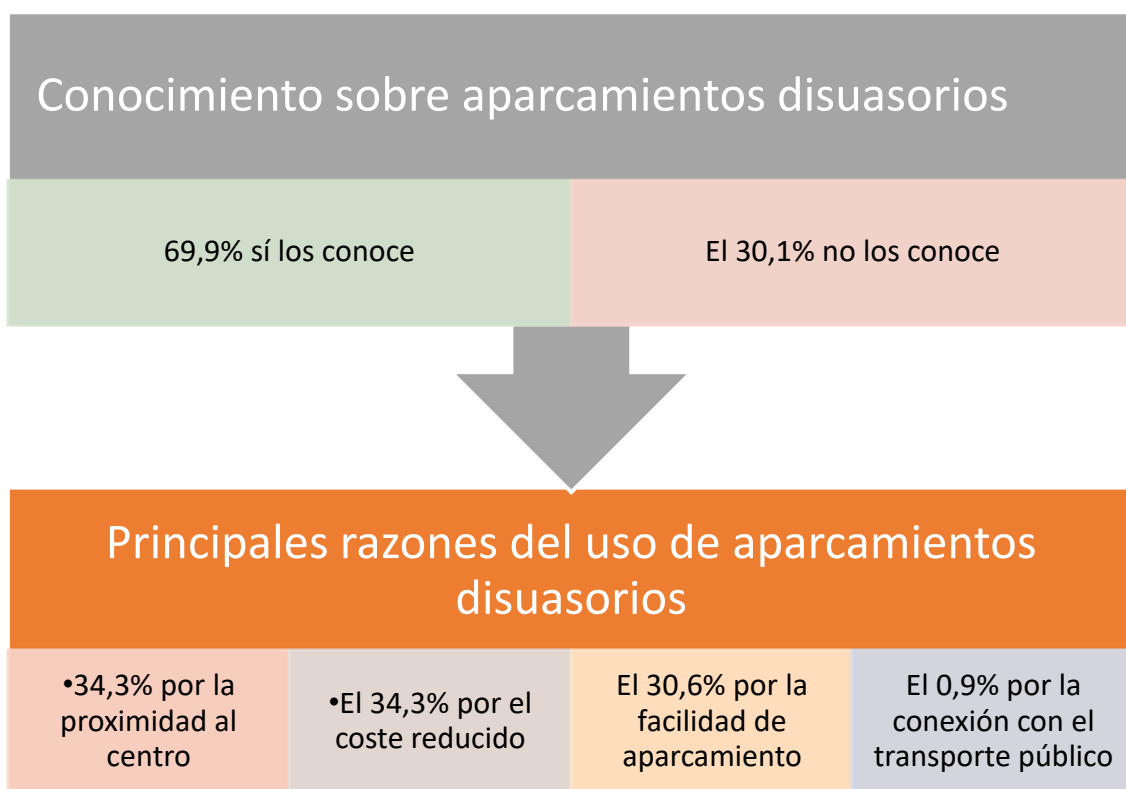 Conocimiento sobre aparcamientos disuasorios
69,9% sí los conoce
El 30,1% no los conoce
Principales razones del uso de aparcamientos
disuasorios
•34,3% por la
proximidad al
centro
•El 34,3% por el
coste reducido
El 30,6% por la
facilidad de
aparcamiento
El 0,9% por la
conexión con el
transporte público